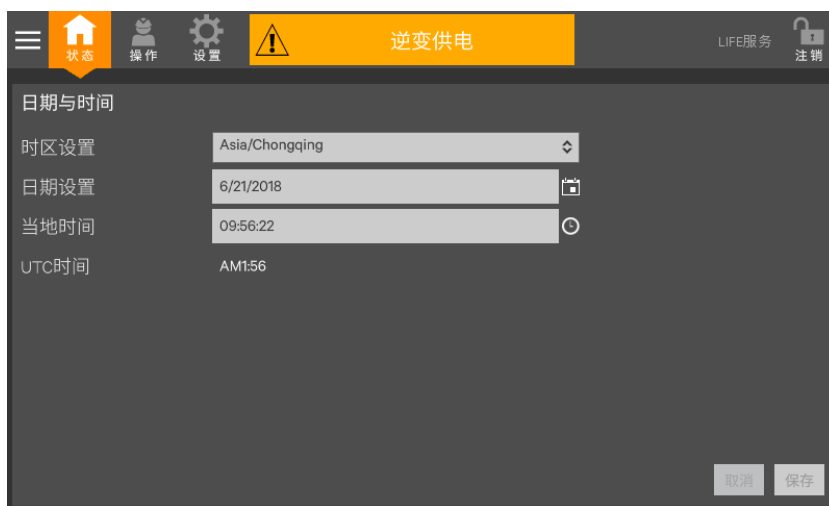 状态 操作 设置 逆变供电 LIFE服务 注销
日期与时间
时区设置 Asia/Chongqing
日期设置 6/21/2018
当地时间 09:56:22
UTC时间 AM1:56
取消 保存